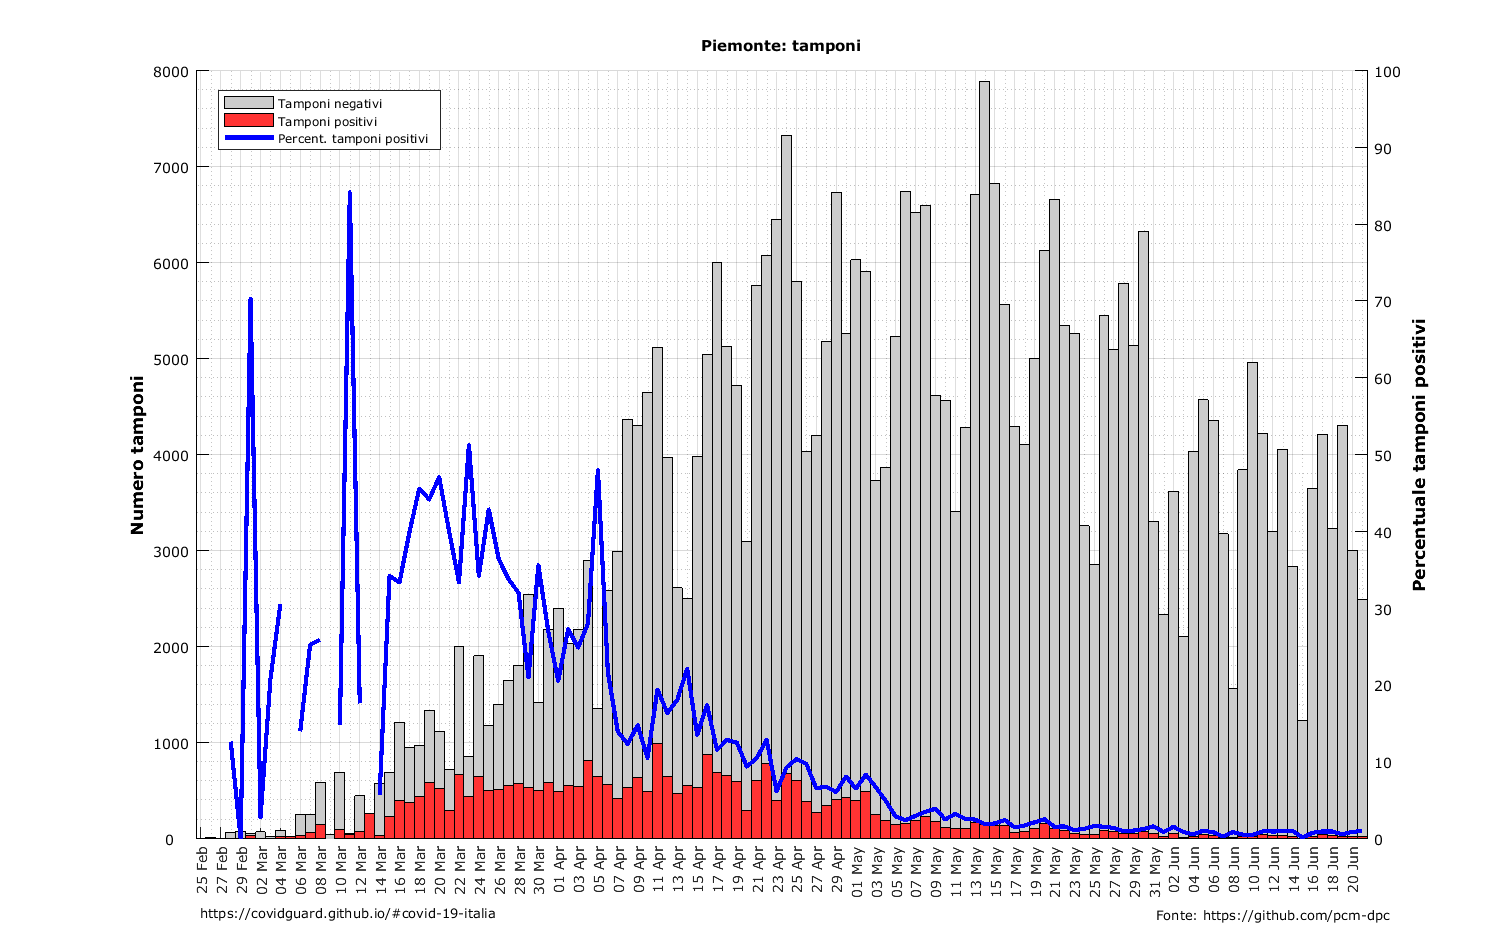 Piemonte: tamponi
8000
7000
6000
5000
4000
3000
2000
1000
0
Numero tamponi
Tamponi negativi
Tamponi positivi
Percent. tamponi positivi
100
90
80
70
60
50
40
30
20
10
0
Percentuale tamponi positivi
25 Feb
27 Feb
29 Feb
02 Mar
04 Mar
06 Mar
08 Mar
10 Mar
12 Mar
14 Mar
16 Mar
18 Mar
20 Mar
22 Mar
24 Mar
26 Mar
28 Mar
30 Mar
01 Apr
03 Apr
05 Apr
07 Apr
09 Apr
11 Apr
13 Apr
15 Apr
17 Apr
19 Apr
21 Apr
23 Apr
25 Apr
27 Apr
29 Apr
01 May
03 May
05 May
07 May
09 May
11 May
13 May
15 May
17 May
19 May
21 May
23 May
25 May
27 May
29 May
31 May
02 Jun
04 Jun
06 Jun
08 Jun
10 Jun
12 Jun
14 Jun
16 Jun
18 Jun
20 Jun
https://covidguard.github.io/#covid-19-italia
Fonte: https://github.com/pcm-dpc